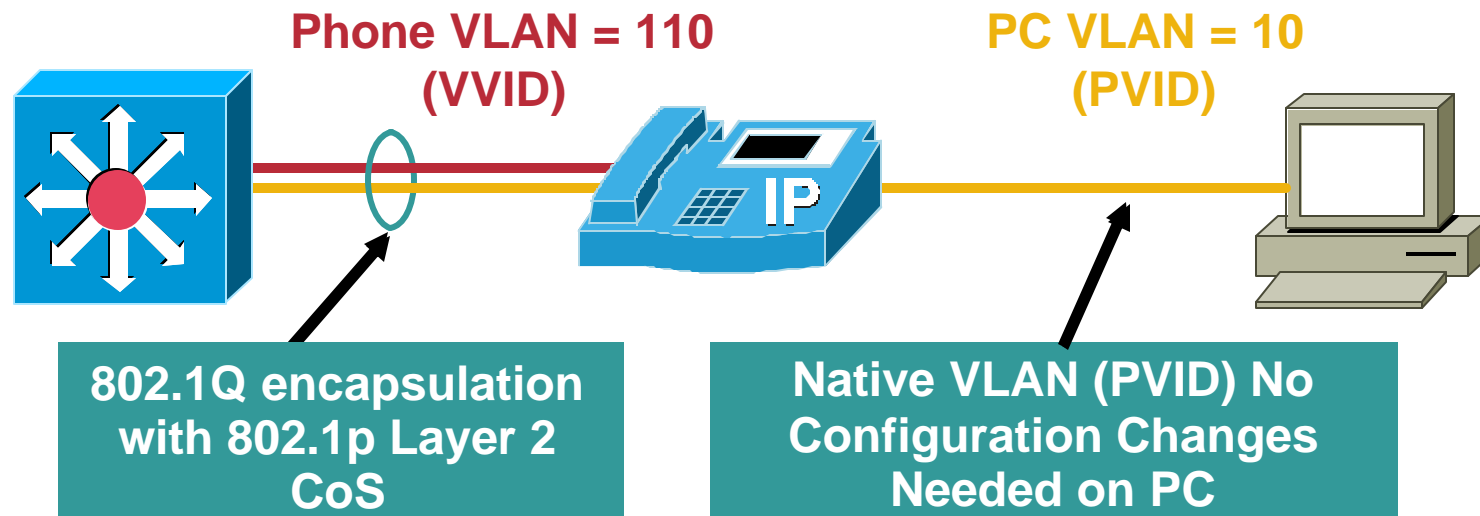 Phone VLAN = 110
(VVID)
PC VLAN = 10
(PVID)
IP
802.1Q encapsulation
with 802.1p Layer 2
CoS
Native VLAN (PVID) No
Configuration Changes
Needed on PC